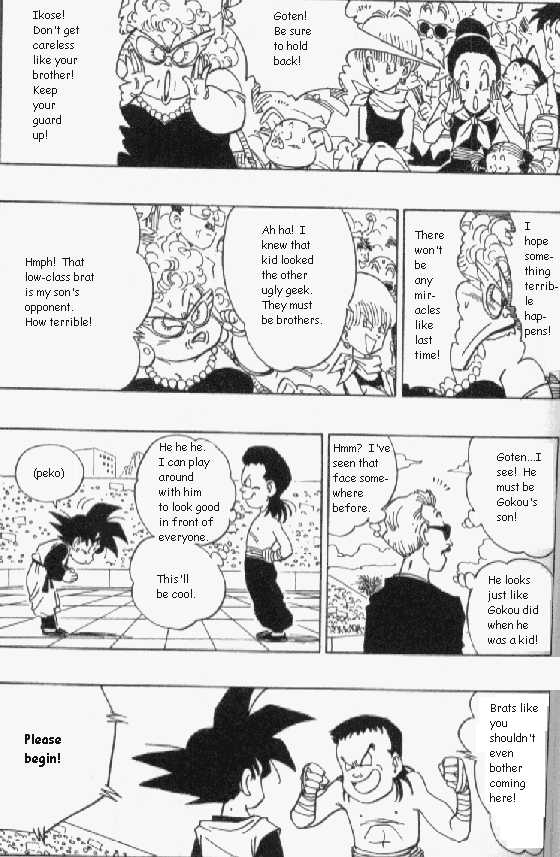 Goten!
Be sure
to hold
back!
Ikose!
Don't get
careless
like your
brother!
Keep
your
guard
up!
I
hope
some-
thing
terrib-
le
hap-
pens!
There
won't
be
any
mir-
acles
like
last
time!
Ah ha! I
knew that
kid looked
the other
ugly geek.
They must
be brothers.
Hmph! That
low-class brat
is my son's
opponent.
How terrible!
Goten...I
see! He
must be
Gokou's
son!
He looks
just like
Gokou did
when he
was a kid!
Hmm? I've
seen that
face some-
where
before.
He he he.
I can play
around
with him
to look good
in front of
everyone.
This'll
be cool.
(peko)
Brats like
you
shouldn't
even
bother
coming
here!
Please
begin!